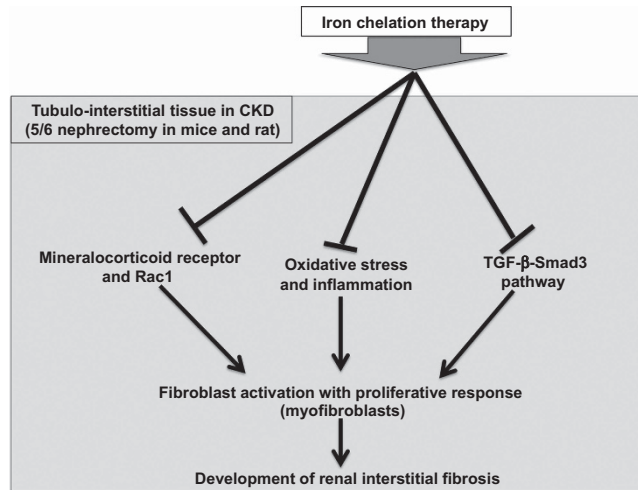 Iron chelation therapy
Tubulo-interstitial tissue in CKD
(5/6 nephrectomy in mice and rat)
Mineralocorticoid receptor
and Rac1
Oxidative stress
and inflammation
TGF-β-Smad3
pathway
Fibroblast activation with proliferative response
(myofibroblasts)
Development of renal interstitial fibrosis